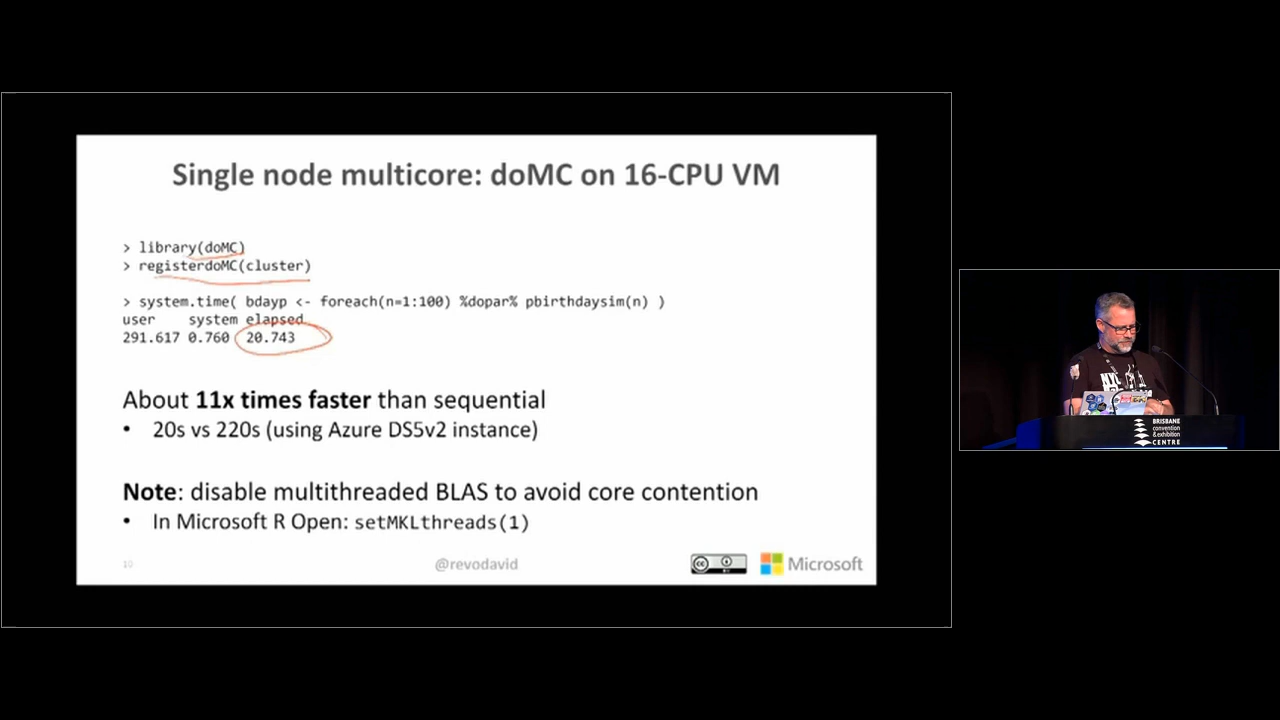 Single node multicore: doMC on 16-CPU VM
> library(doMC)
> registerdoMC(cluster)
> system.time( bdayp <- foreach(n=1:100) %dopar% pbirthdaysim(n) )
user system elapsed
291.617 0.760 20.743
About 11x times faster than sequential
• 20s vs 220s (using Azure DS5v2 instance)
Note: disable multithreaded BLAS to avoid core contention
• In Microsoft R Open: setMKLthreads(1)
10
@revodavid
cc
BY
Microsoft
NYC
BRISBANE
convention
& exhibition
CENTRE